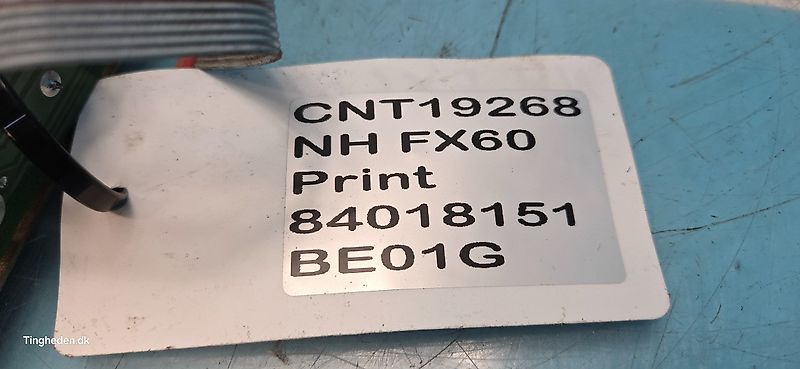 CNT19268
NH FX60
Print
84018151
BE01G
Tingheden.dk